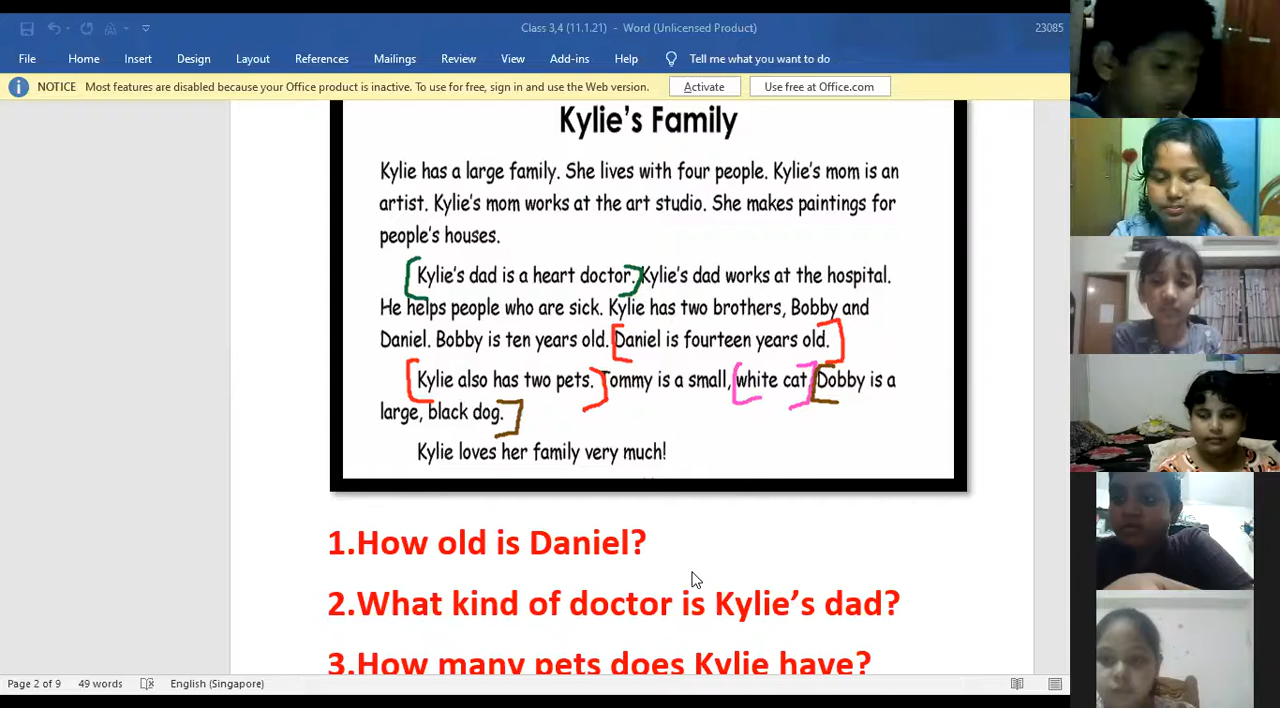 Class 3,4 (11.1.21) - Word (Unlicensed Product)
23085
File Home Insert Design Layout References Mailings Review View Add-ins Help Tell me what you want to do
NOTICE Most features are disabled because your Office product is inactive. To use for free, sign in and use the Web version. Activate Use free at Office.com
Kylie's Family
Kylie has a large family. She lives with four people. Kylie's mom is an
artist. Kylie's mom works at the art studio. She makes paintings for
people's houses.
Kylie's dad is a heart doctor. Kylie's dad works at the hospital.
He helps people who are sick. Kylie has two brothers, Bobby and
Daniel. Bobby is ten years old. Daniel is fourteen years old.
Kylie also has two pets. Tommy is a small, white cat. Dobby is a
large, black dog.
Kylie loves her family very much!
1.How old is Daniel?
2.What kind of doctor is Kylie's dad?
3.How many pets does Kylie have?
Page 2 of 9 49 words English (Singapore)